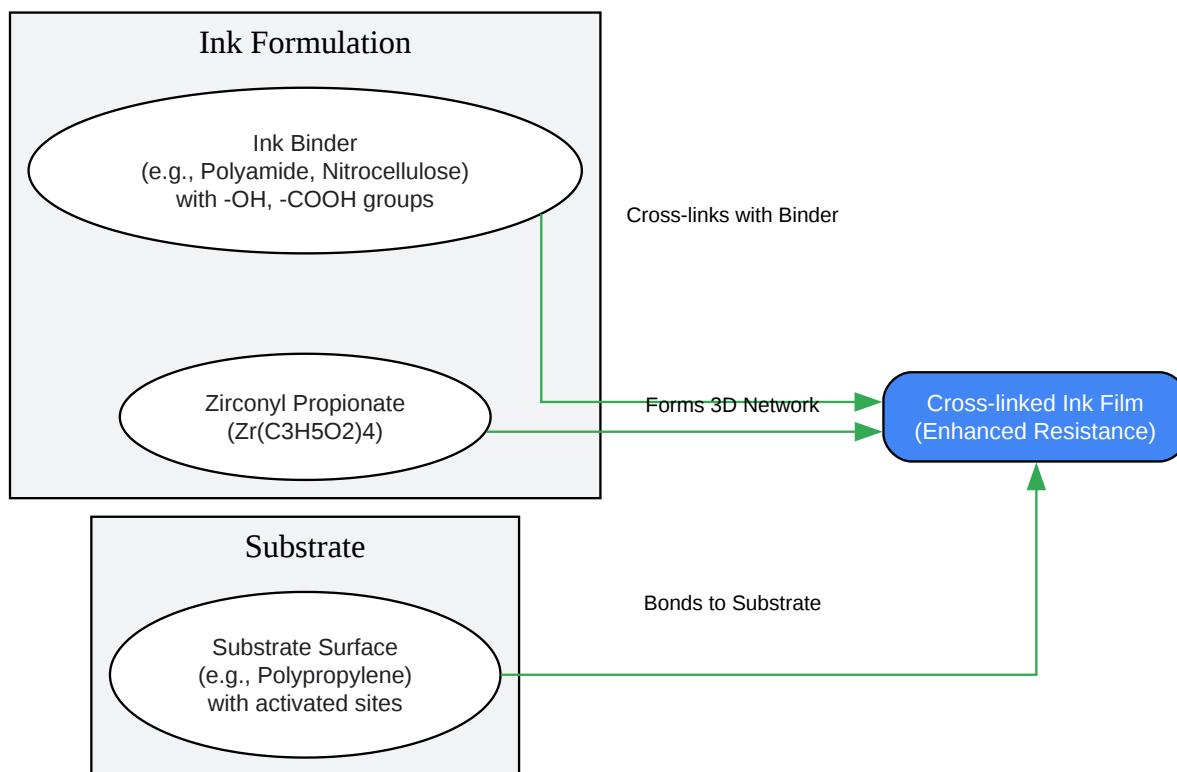 Ink Formulation
Ink Binder
(e.g., Polyamide, Nitrocellulose)
with -OH, -COOH groups
Cross-links with Binder
Zirconyl Propionate
(Zr(C3H5O2)4)
Forms 3D Network
Cross-linked Ink Film
(Enhanced Resistance)
Substrate
Substrate Surface
(e.g., Polypropylene)
with activated sites
Bonds to Substrate